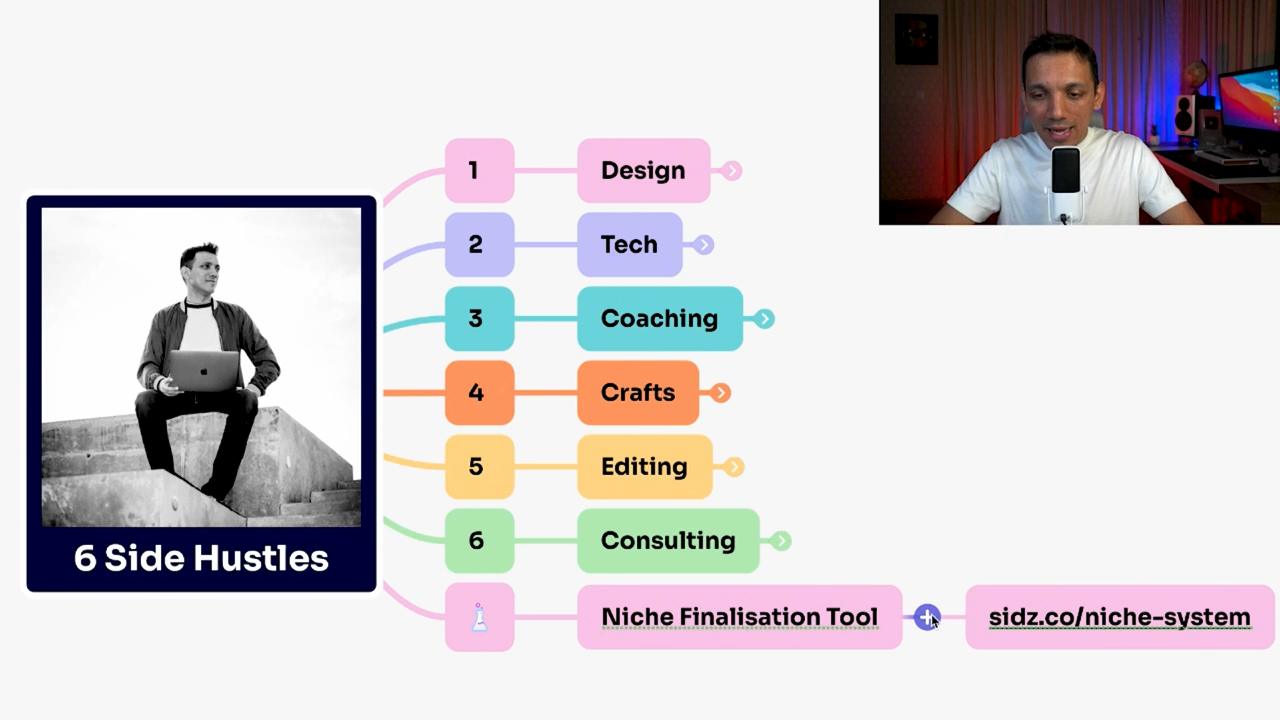 6 Side Hustles
1
Design
2
Tech
3
Coaching
4
Crafts
5
Editing
6
Consulting
Niche Finalisation Tool
sidz.co/niche-system